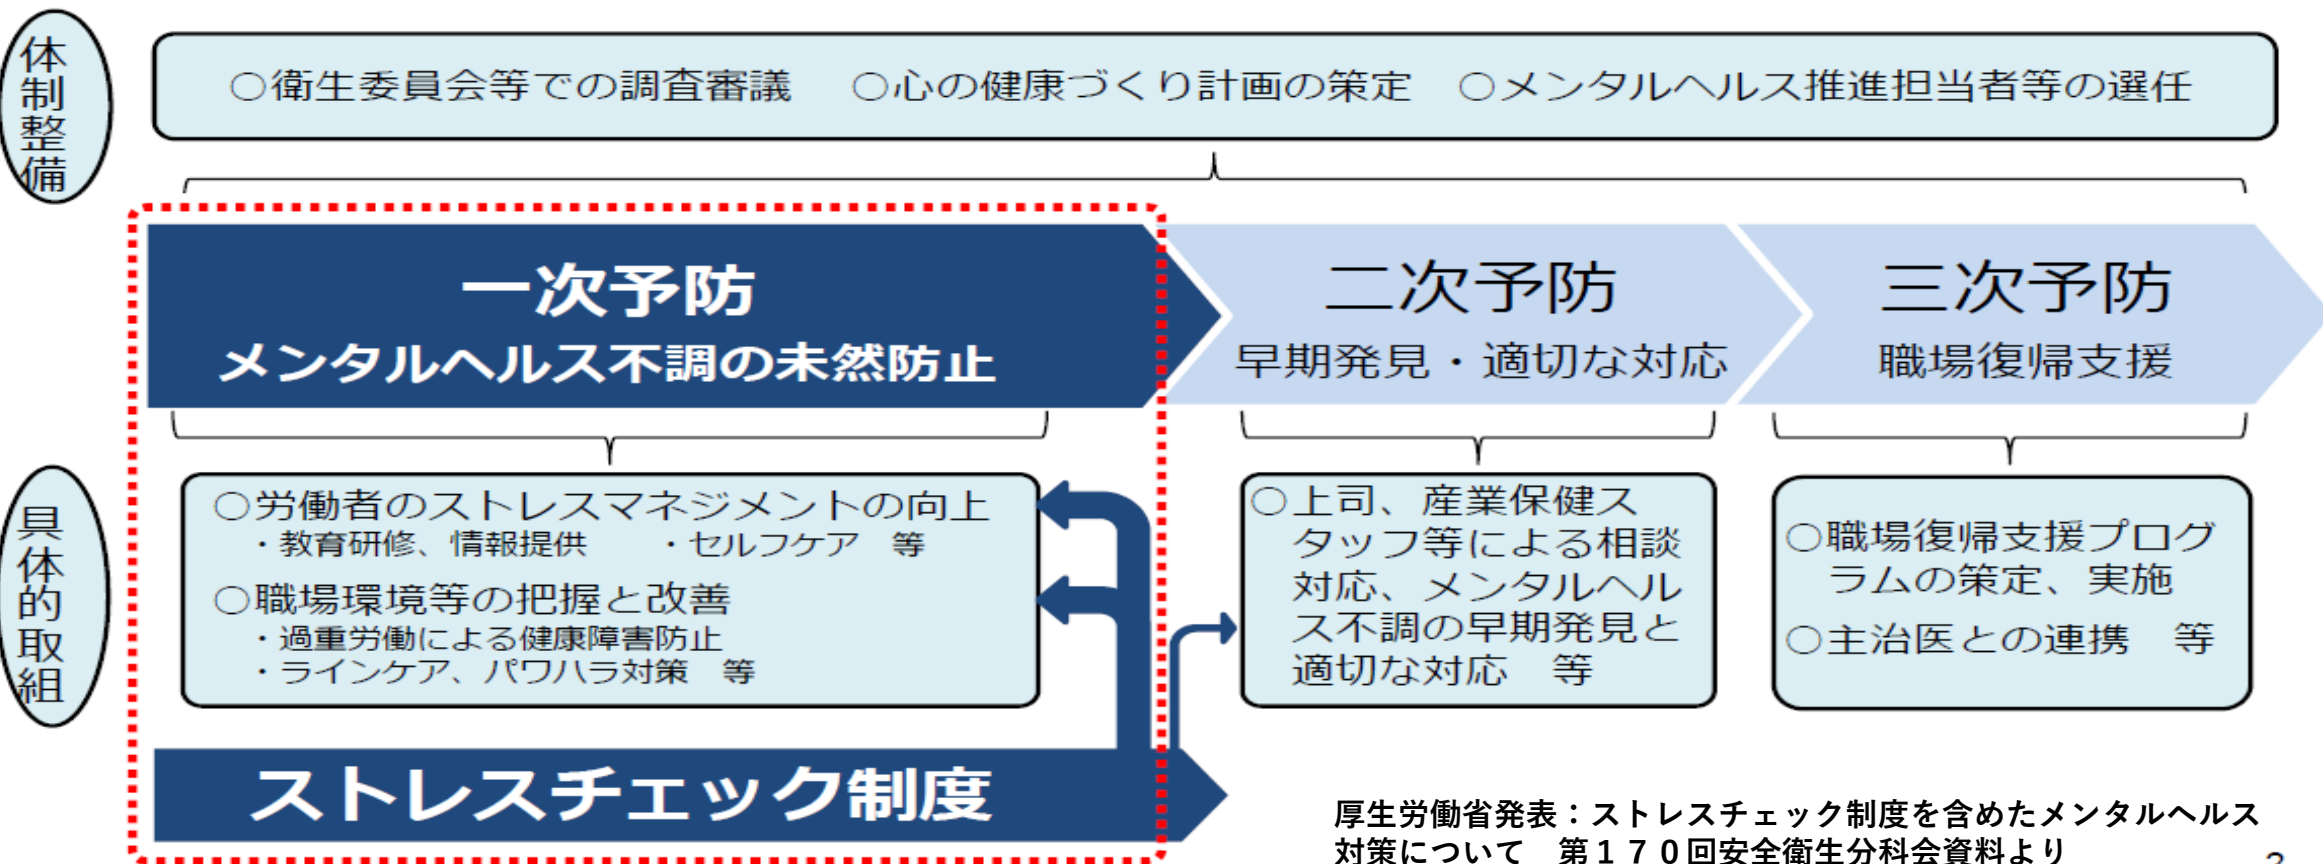 体制整備
○衛生委員会等での調査審議　○心の健康づくり計画の策定　○メンタルヘルス推進担当者等の選任
一次予防
メンタルヘルス不調の未然防止
二次予防
早期発見・適切な対応
三次予防
職場復帰支援
具体的取組
○労働者のストレスマネジメントの向上
・教育研修、情報提供　・セルフケア　等
○職場環境等の把握と改善
・過重労働による健康障害防止
・ラインケア、パワハラ対策　等
○上司、産業保健ス
タッフ等による相談
対応、メンタルヘル
ス不調の早期発見と
適切な対応　等
○職場復帰支援プログ
ラムの策定、実施
○主治医との連携　等
ストレスチェック制度
厚生労働省発表：ストレスチェック制度を含めたメンタルヘルス
対策について　第１７０回安全衛生分科会資料より